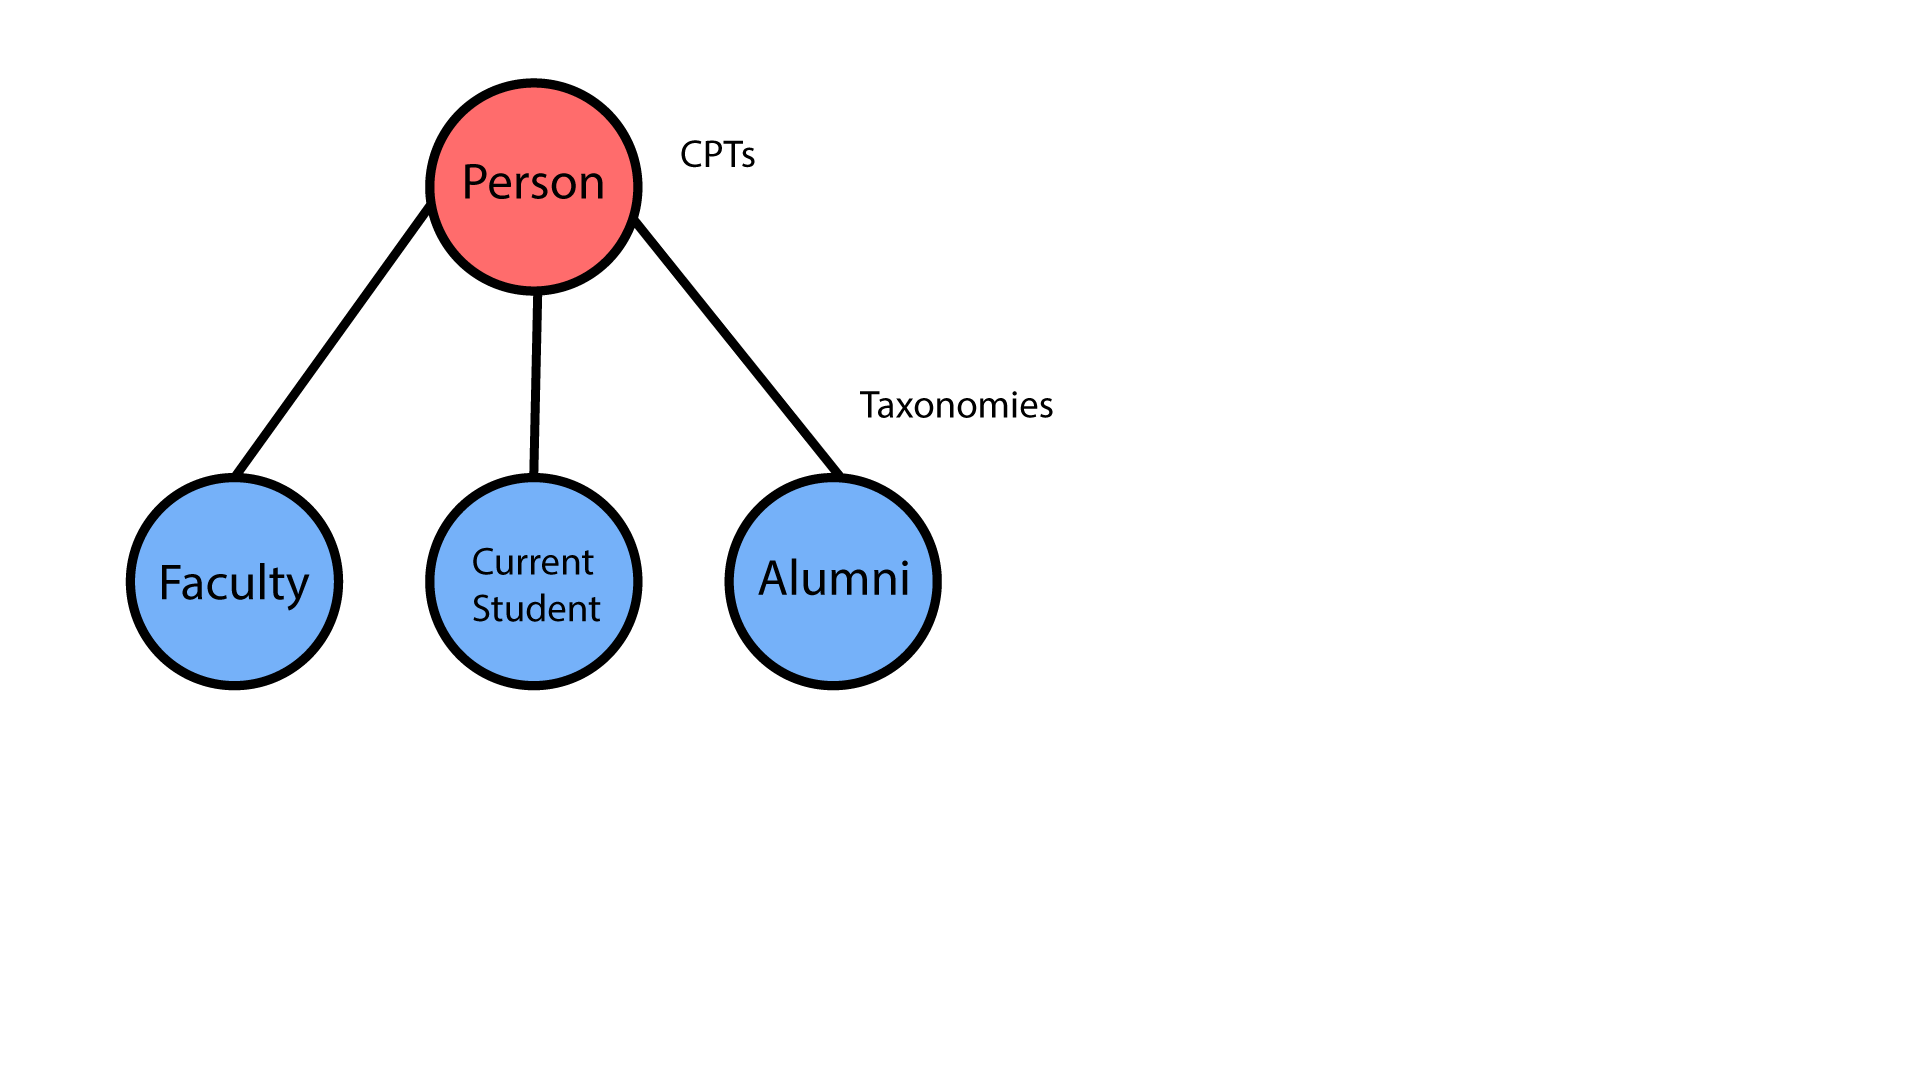 Person
CPTs
Taxonomies
Faculty
Current
Student
Alumni